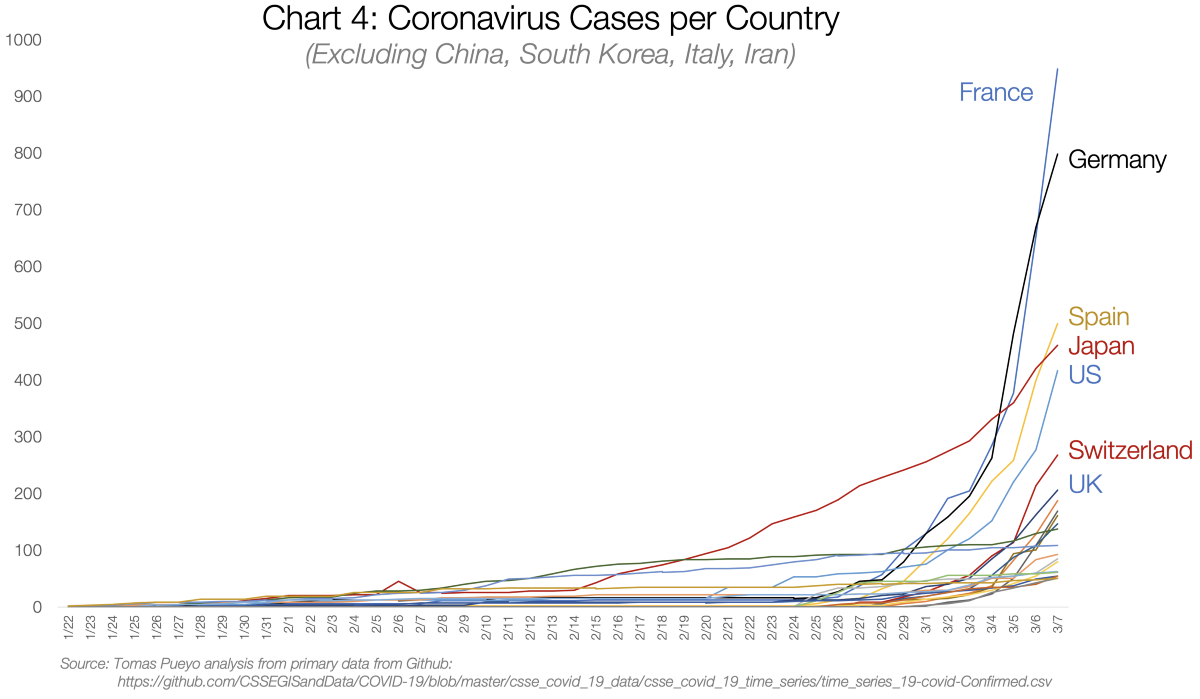 Chart 4: Coronavirus Cases per Country
(Excluding China, South Korea, Italy, Iran)
1000
900
800
700
600
500
400
300
200
100
0
France
Germany
Spain
Japan
US
Switzerland
UK
1/22 1/23 1/24 1/25 1/26 1/27 1/28 1/29 1/30 1/31 2/1 2/2 2/3 2/4 2/5 2/6 2/7 2/8 2/9 2/10 2/11 2/12 2/13 2/14 2/15 2/16 2/17 2/18 2/19 2/20 2/21 2/22 2/23 2/24 2/25 2/26 2/27 2/28 2/29 3/1 3/2 3/3 3/4 3/5 3/6 3/7
Source: Tomas Pueyo analysis from primary data from Github:
https://github.com/CSSEGISandData/COVID-19/blob/master/csse_covid_19_data/csse_covid_19_time_series/time_series_19-covid-Confirmed.csv